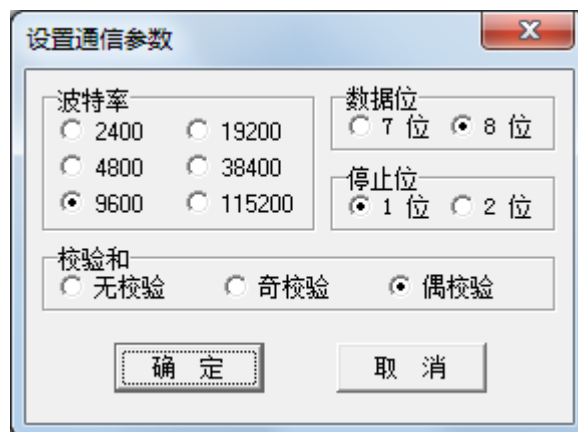 设置通信参数
波特率
2400
19200
4800
38400
9600
115200
数据位
7 位
8 位
停止位
1 位
2 位
校验和
无校验
奇校验
偶校验
确 定
取 消